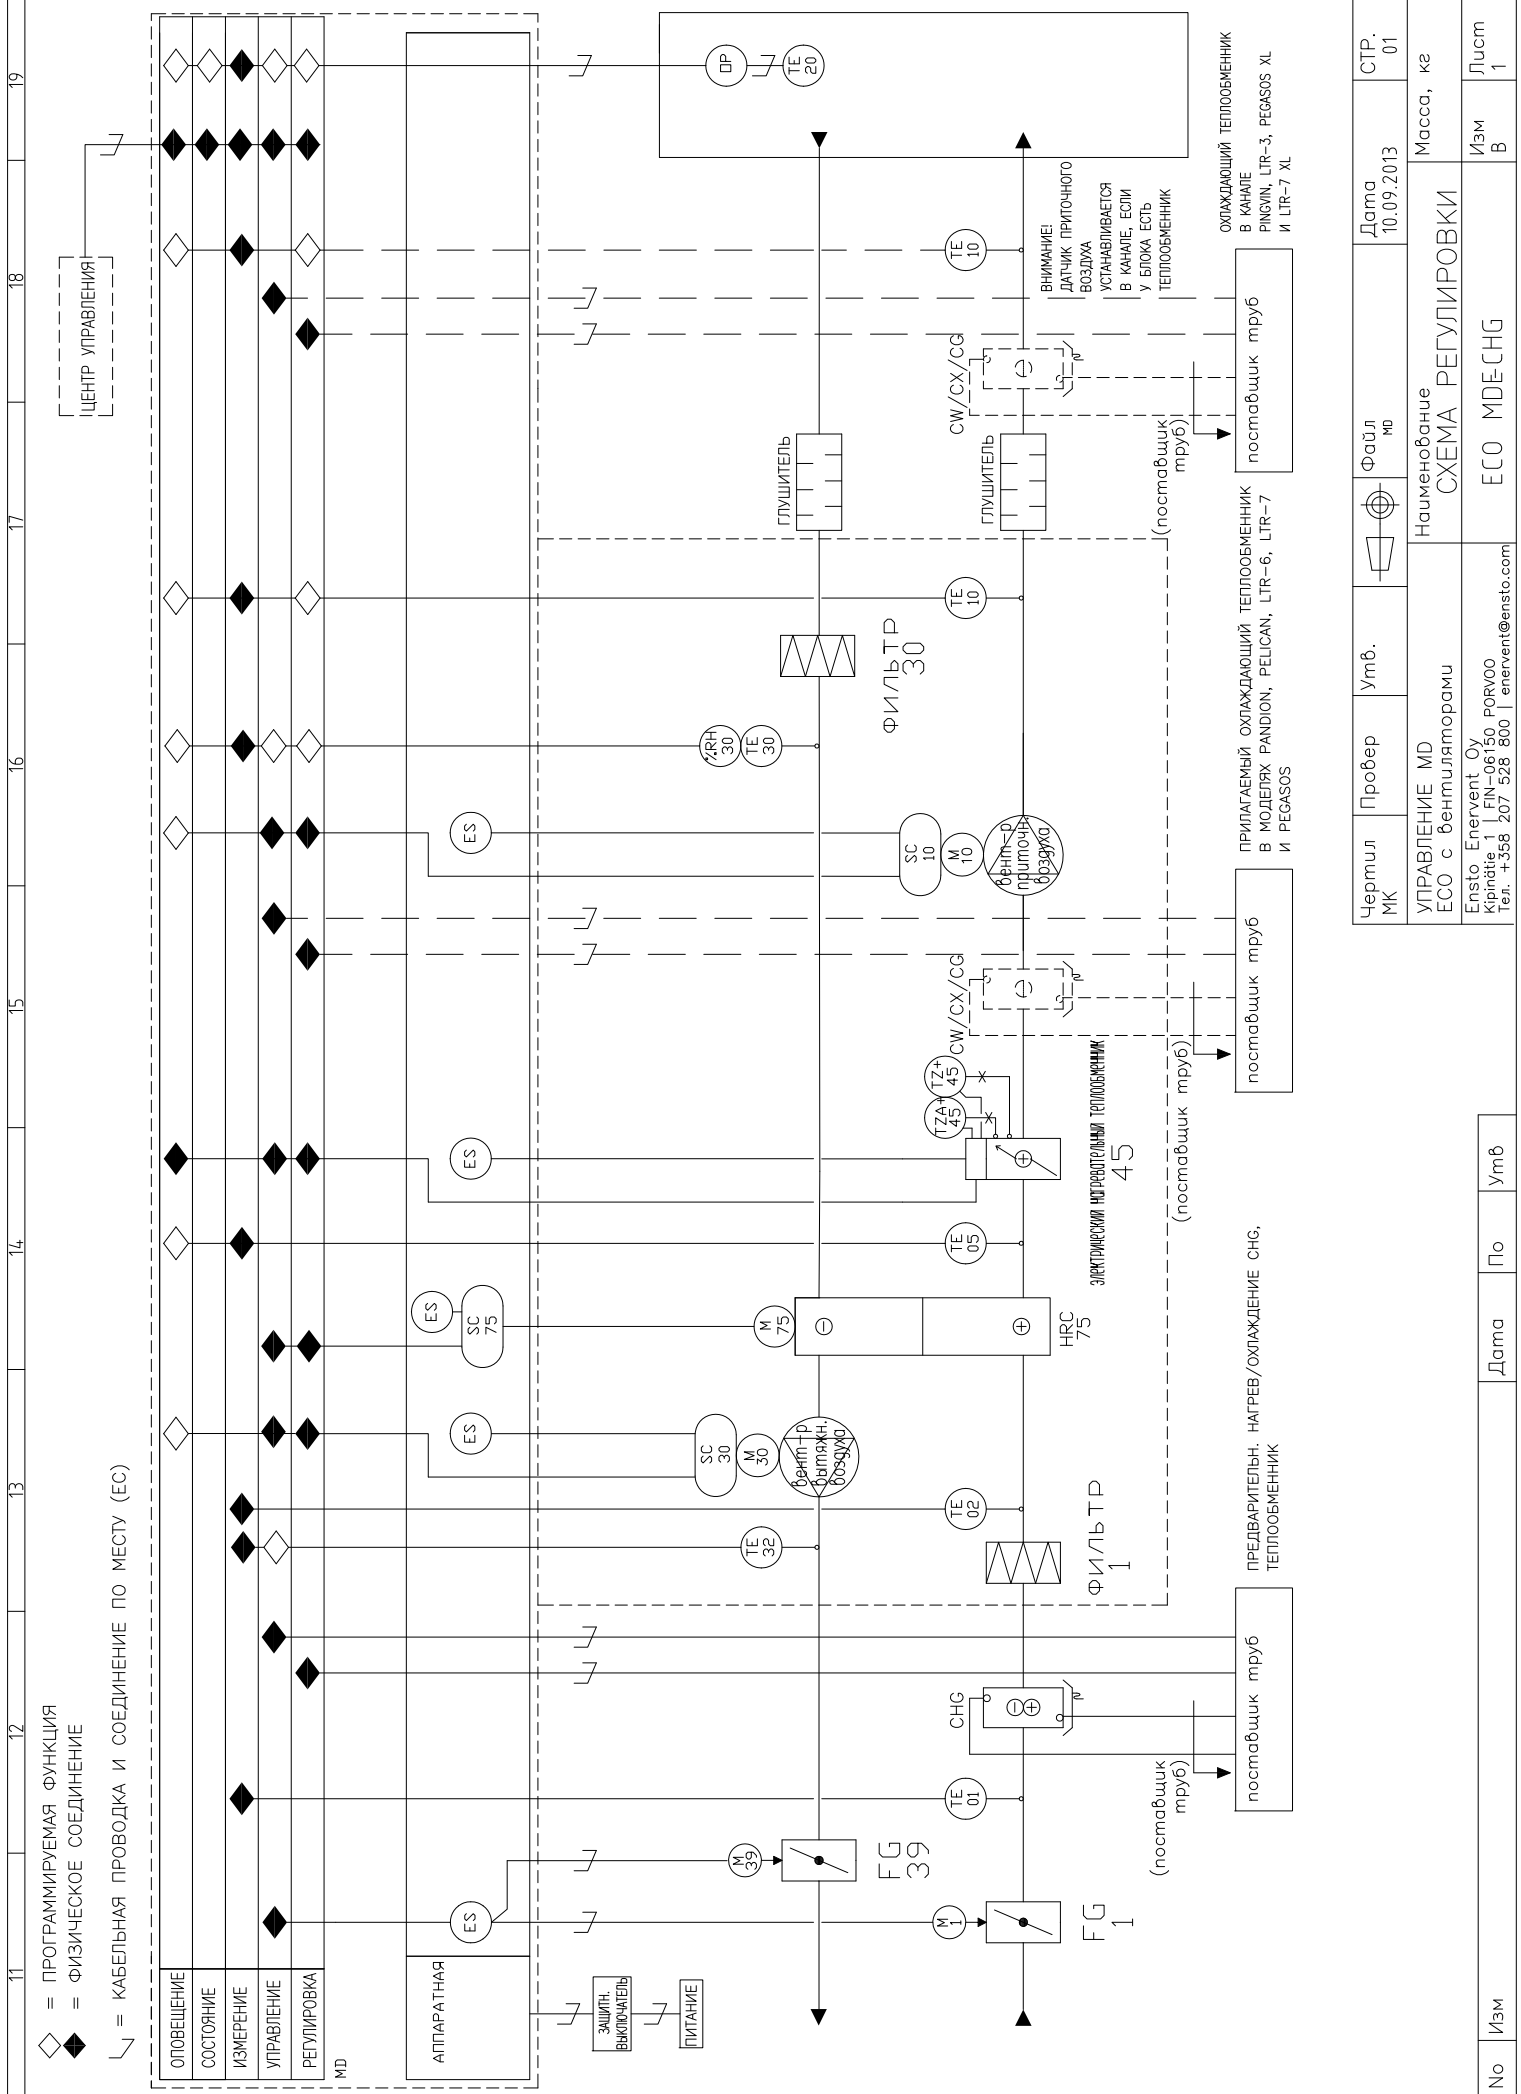 11
12
13
14
15
16
17
18
19
= ПРОГРАММИРУЕМАЯ ФУНКЦИЯ
= ФИЗИЧЕСКОЕ СОЕДИНЕНИЕ
= КАБЕЛЬНАЯ ПРОВОДКА И СОЕДИНЕНИЕ ПО МЕСТУ (ЕС)
ЦЕНТР УПРАВЛЕНИЯ
ОПОВЕЩЕНИЕ
СОСТОЯНИЕ
ИЗМЕРЕНИЕ
УПРАВЛЕНИЕ
РЕГУЛИРОВКА
MD
АППАРАТНАЯ
ES
ES
ES
SC
75
ES
ES
ЗАЩИТН.
ВЫКЛЮЧАТЕЛЬ
ПИТАНИЕ
M
39
FG
39
TE
32
SC
30
M
30
вент-р
вытяжн.
воздуха
M
75
%RH
30
TE
30
ФИЛЬТР
30
ГЛУШИТЕЛЬ
OP
TE
20
M
1
FG
1
TE
01
CHG
TE
02
ФИЛЬТР
1
HRC
75
TE
05
TZA+
45
TZ+
45
ЭЛЕКТРИЧЕСКИЙ НАГРЕВАТЕЛЬНЫЙ ТЕПЛООБМЕННИК
45
CW/CX/CG
SC
10
M
10
вент-р
приточн.
воздуха
TE
10
ГЛУШИТЕЛЬ
CW/CX/CG
TE
10
ВНИМАНИЕ!
ДАТЧИК ПРИТОЧНОГО
ВОЗДУХА
УСТАНАВЛИВАЕТСЯ
В КАНАЛЕ, ЕСЛИ
У БЛОКА ЕСТЬ
ТЕПЛООБМЕННИК
(поставщик
труб)
поставщик труб
ПРЕДВАРИТЕЛЬН. НАГРЕВ/ОХЛАЖДЕНИЕ CHG,
ТЕПЛООБМЕННИК
(поставщик труб)
поставщик труб
ПРИЛАГАЕМЫЙ ОХЛАЖДАЮЩИЙ ТЕПЛООБМЕННИК
В МОДЕЛЯХ PANDION, PELICAN, LTR-6, LTR-7
И PEGASOS
(поставщик
труб)
поставщик труб
ОХЛАЖДАЮЩИЙ ТЕПЛООБМЕННИК
В КАНАЛЕ
PINGVIN, LTR-3, PEGASOS XL
И LTR-7 XL
No
Изм
Дата
По
Утв
Чертил
МК
Провер
Утв.
Файл
MD
Дата
10.09.2013
СТР.
01
УПРАВЛЕНИЕ MD
ECO с вентиляторами
Наименование
СХЕМА РЕГУЛИРОВКИ
Масса, кг
Ensto Enervent Oy
Kipinätie 1 | FIN-06150 PORVOO
Тел. +358 207 528 800 | enervent@ensto.com
ECO MDE-CHG
Изм
B
Лист
1